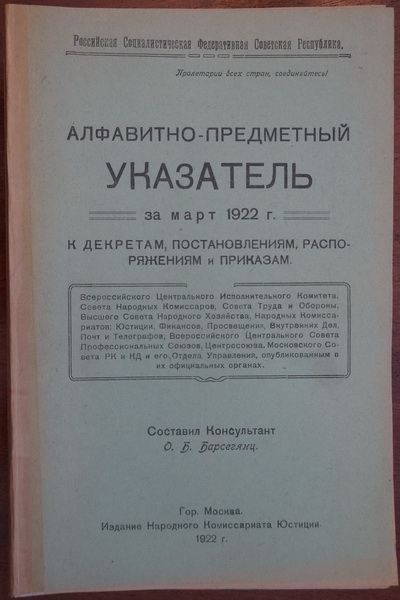 Российская Социалистическая Федеративная Советская Республика.
Пролетарии всех стран, соединяйтесь!
АЛФАВИТНО-ПРЕДМЕТНЫЙ
УКАЗАТЕЛЬ
за март 1922 г.
К ДЕКРЕТАМ, ПОСТАНОВЛЕНИЯМ, РАСПО-
РЯЖЕНИЯМ и ПРИКАЗАМ.
Всероссийского Центрального Исполнительного Комитета,
Совета Народных Комиссаров, Совета Труда и Обороны,
Высшего Совета Народного Хозяйства, Народных Комисса-
риатов: Юстиции, Финансов, Просвещения, Внутренних Дел,
Почт и Телеграфов, Всероссийского Центрального Совета
Профессиональных Союзов, Центросоюза, Московского Со-
вета РК и КД и его Отдела Управления, опубликованным в
их официальных органах.
Составил Консультант
О. Б. Барсегянц.
Гор. Москва.
Издание Народного Комиссариата Юстиции
1922 г.